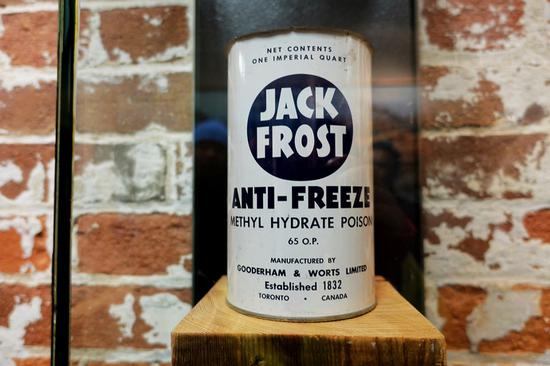 NET CONTENTS
ONE IMPERIAL QUART
JACK
FROST
ANTI-FREEZE
METHYL HYDRATE POISON
65 O.P.
MANUFACTURED BY
GOODERHAM & WORTS LIMITED
Established 1832
TORONTO • CANADA